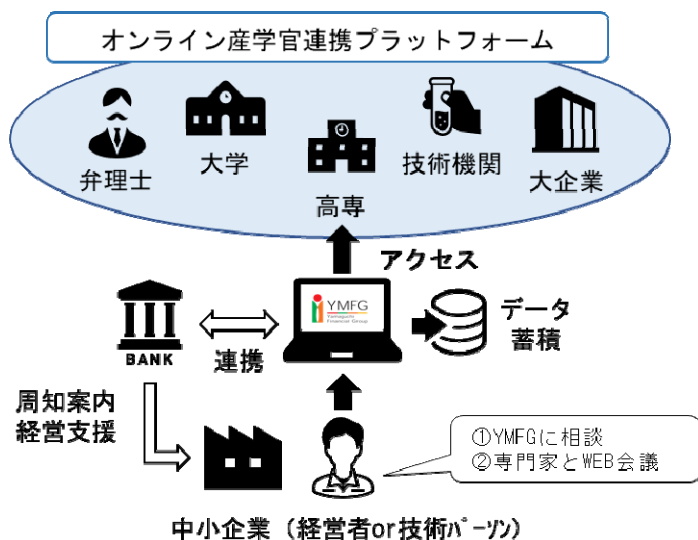 オンライン産学官連携プラットフォーム
弁理士
大学
高専
技術機関
大企業
アクセス
YMFG
Yamaguchi
Financial Group
BANK
連携
データ
蓄積
周知案内
経営支援
①YMFGに相談
②専門家とWEB会議
中小企業（経営者or技術ﾊﾟｰｿﾝ）